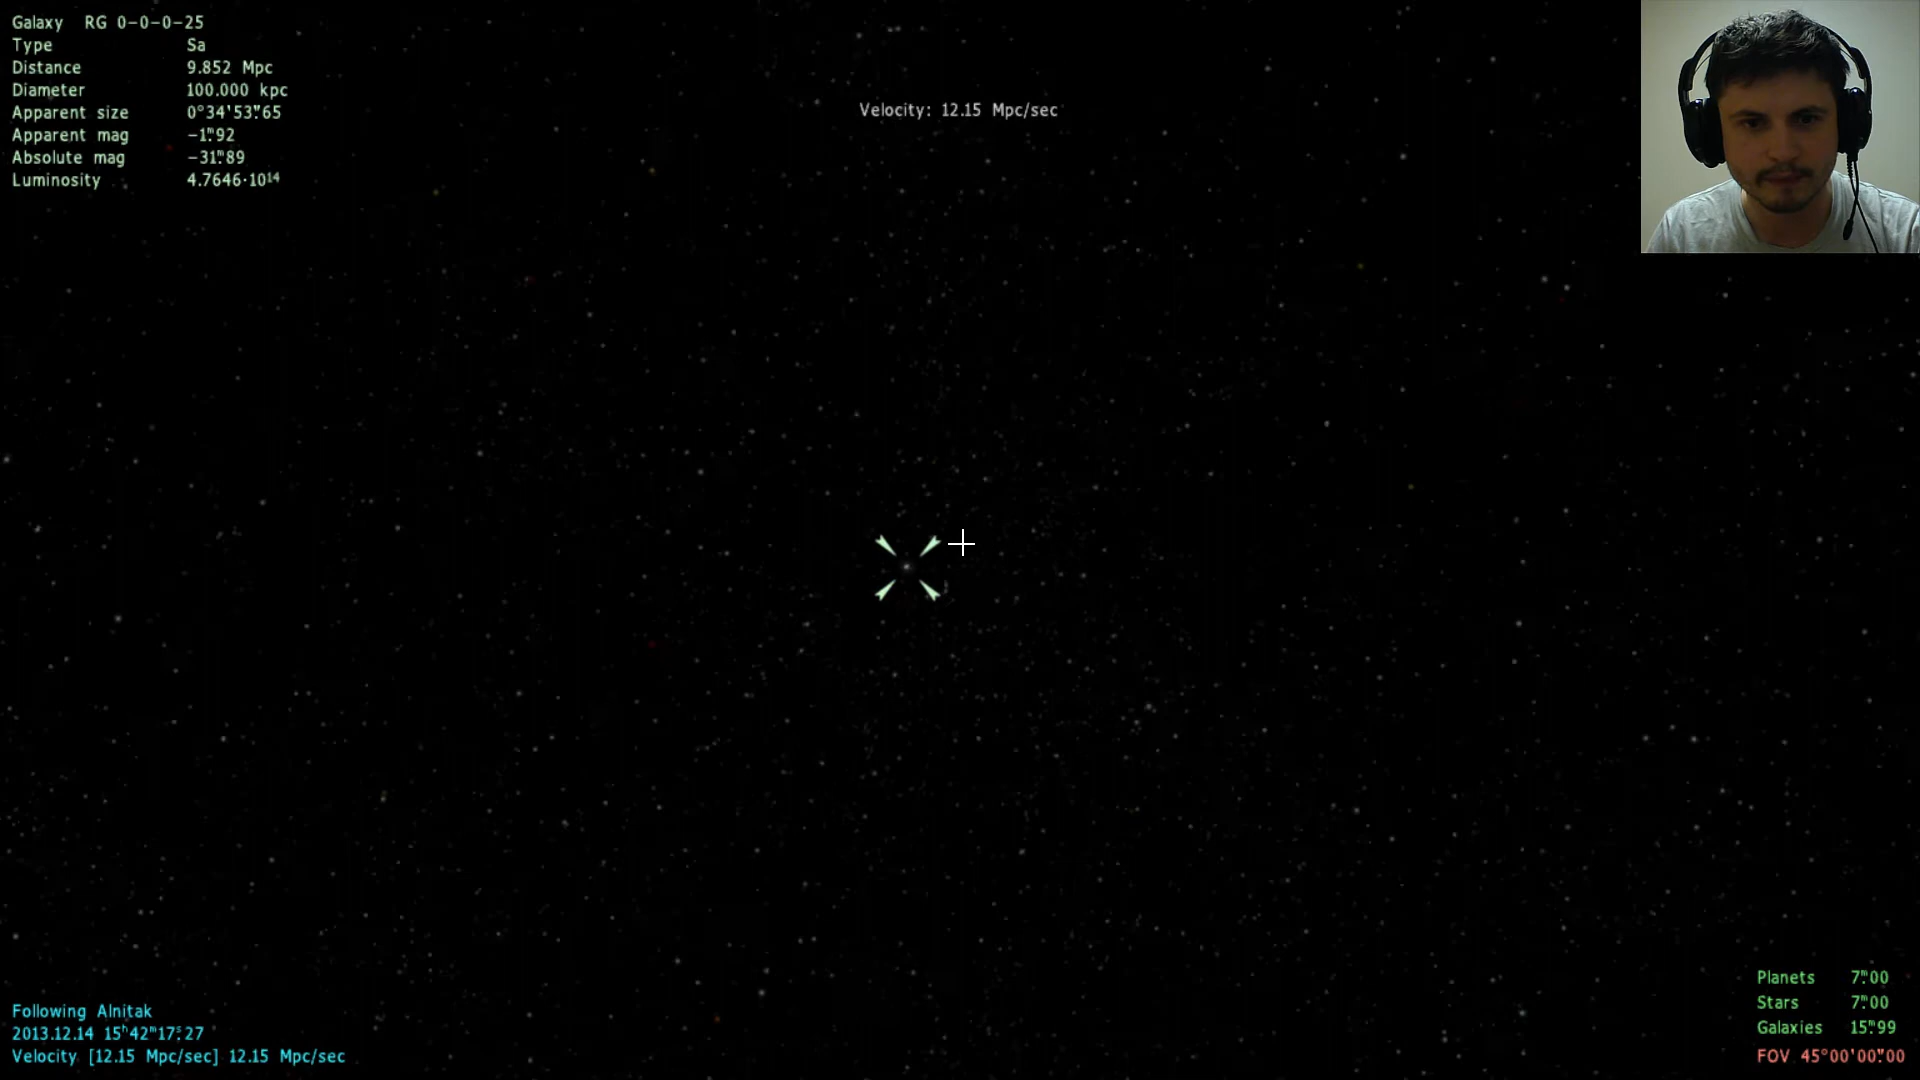 Galaxy RG 0-0-0-25
Type Sa
Distance 9.852 Mpc
Diameter 100.000 kpc
Apparent size 0°34'53".65
Apparent mag -1ᵐ.92
Absolute mag -31ᵐ.89
Luminosity 4.7646·10¹⁴
Velocity: 12.15 Mpc/sec
Planets 7ᵐ.00
Stars 7ᵐ.00
Galaxies 15ᵐ.99
FOV 45°00'00".00
Following Alnitak
2013.12.14 15ʰ42ᵐ17ˢ.27
Velocity [12.15 Mpc/sec] 12.15 Mpc/sec